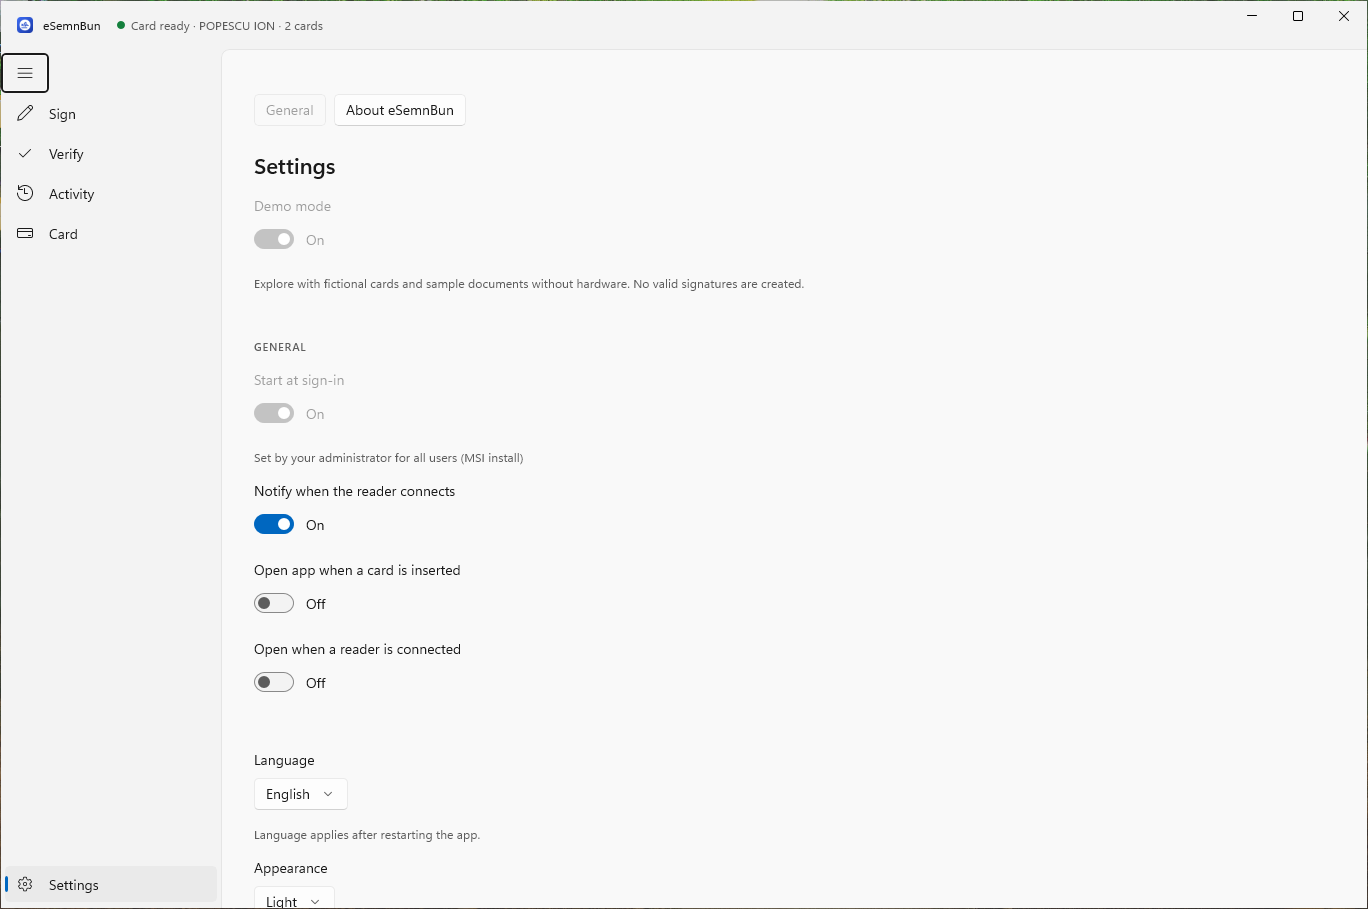 eSemnBun
Card ready · POPESCU ION · 2 cards
Sign
Verify
Activity
Card
Settings
General
About eSemnBun
Settings
Demo mode
On
Explore with fictional cards and sample documents without hardware. No valid signatures are created.
GENERAL
Start at sign-in
On
Set by your administrator for all users (MSI install)
Notify when the reader connects
On
Open app when a card is inserted
Off
Open when a reader is connected
Off
Language
English
Language applies after restarting the app.
Appearance
Light